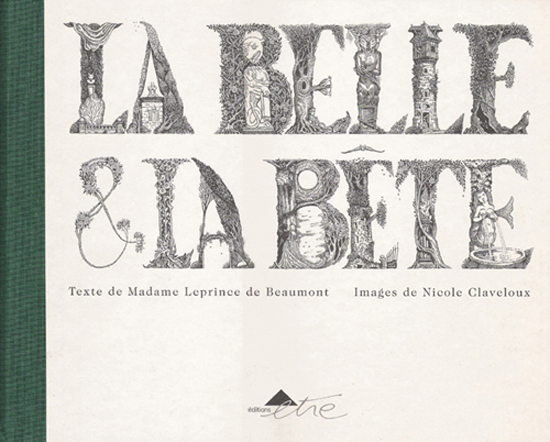 LA BELLE
& LA BÊTE
Texte de Madame Leprince de Beaumont Images de Nicole Claveloux
éditions être